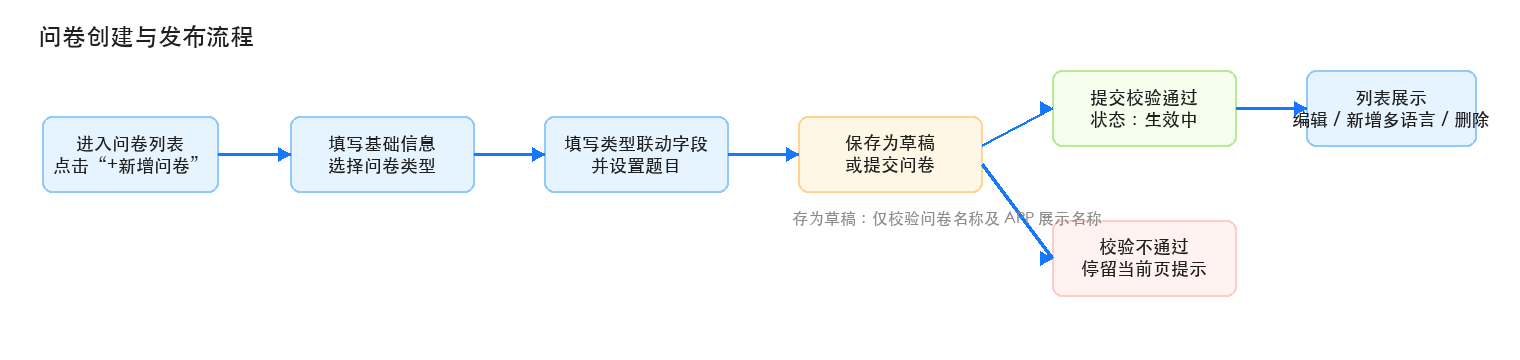 问卷创建与发布流程
进入问卷列表
点击“+新增问卷”
填写基础信息
选择问卷类型
填写类型联动字段
并设置题目
保存为草稿
或提交问卷
存为草稿：仅校验问卷名称及 APP 展示名称
提交校验通过
状态：生效中
列表展示
编辑 / 新增多语言 / 删除
校验不通过
停留当前页提示